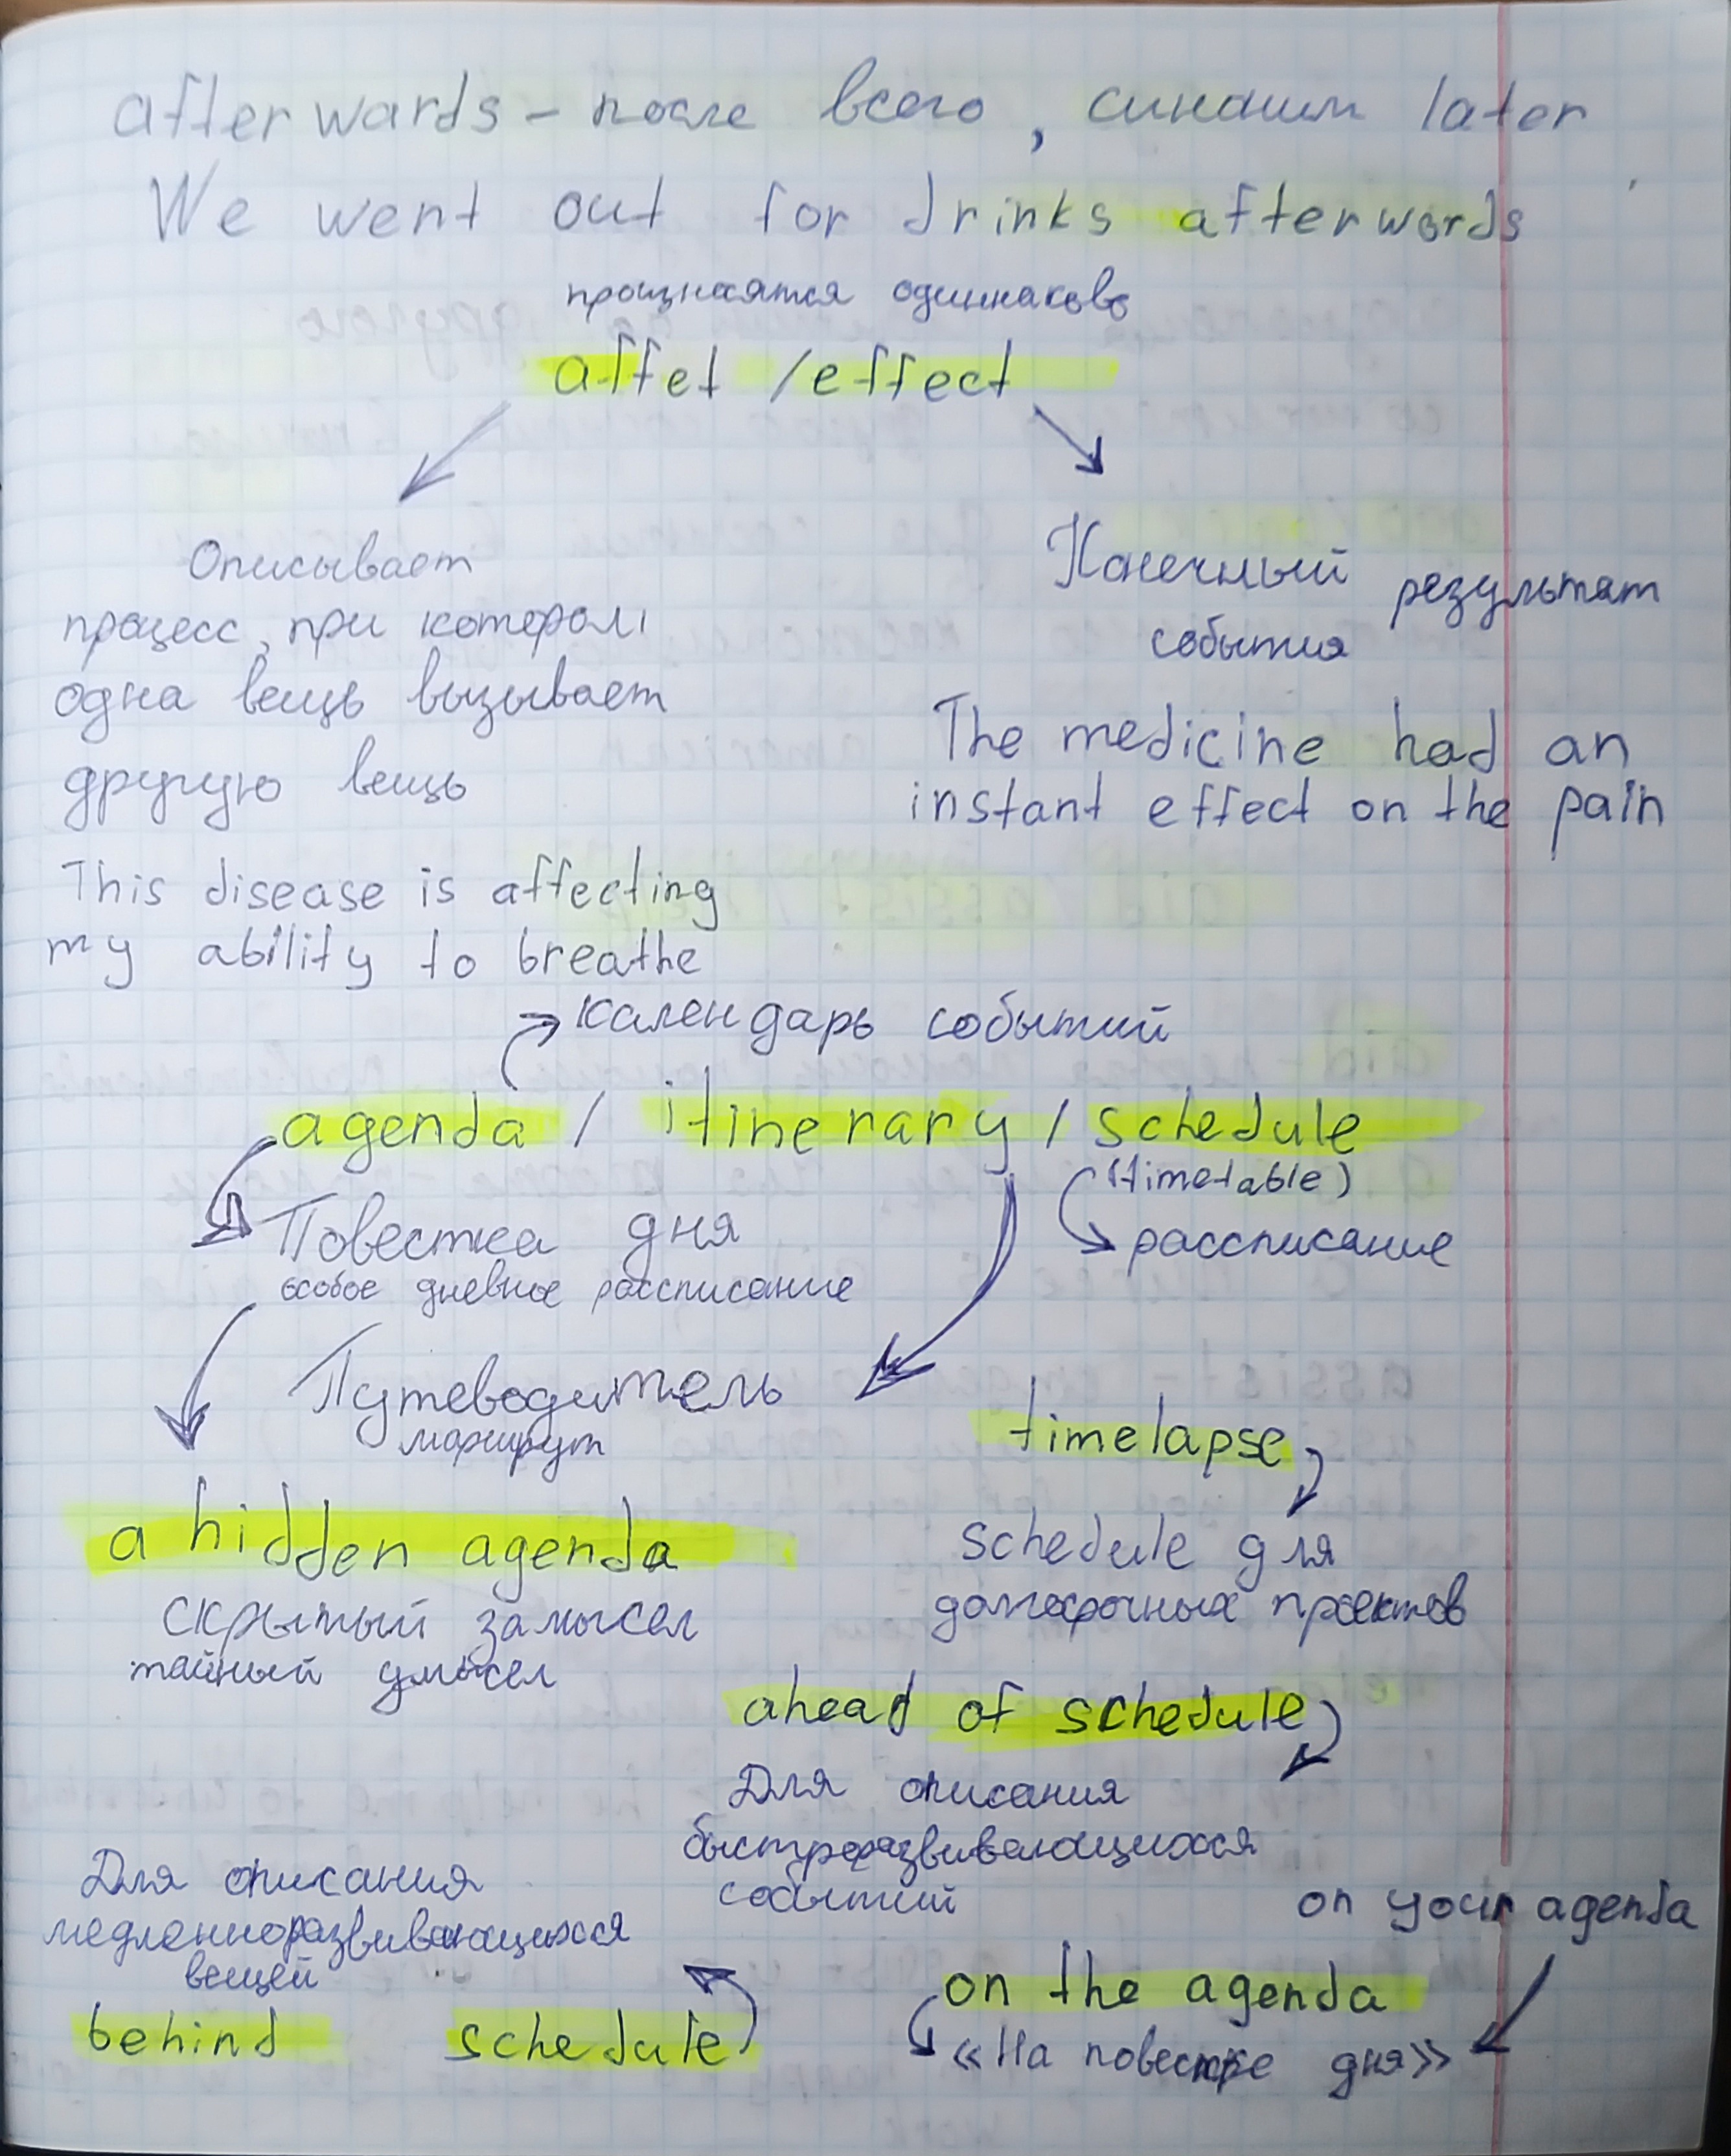 afterwards – после всего, синоним later
We went out for drinks afterwards
произносятся одинаково
affet / effect
Описывает
процесс, при котором
одна вещь вызывает
другую вещь
This disease is affecting
my ability to breathe
Конечный результат
события
The medicine had an
instant effect on the pain
календарь событий
agenda / itinerary / schedule
(timetable)
рассписание
Повестка дня
особое дневное рассписание
Путеводитель
маршрут
a hidden agenda
скрытый замысел
тайный умысел
timelapse
schedule для
долгосрочных проектов
ahead of schedule
Для описания
быстроразвивающихся
событий
Для описания
медленноразвивающихся
вещей
behind schedule
on your agenda
on the agenda
«На повестке дня»